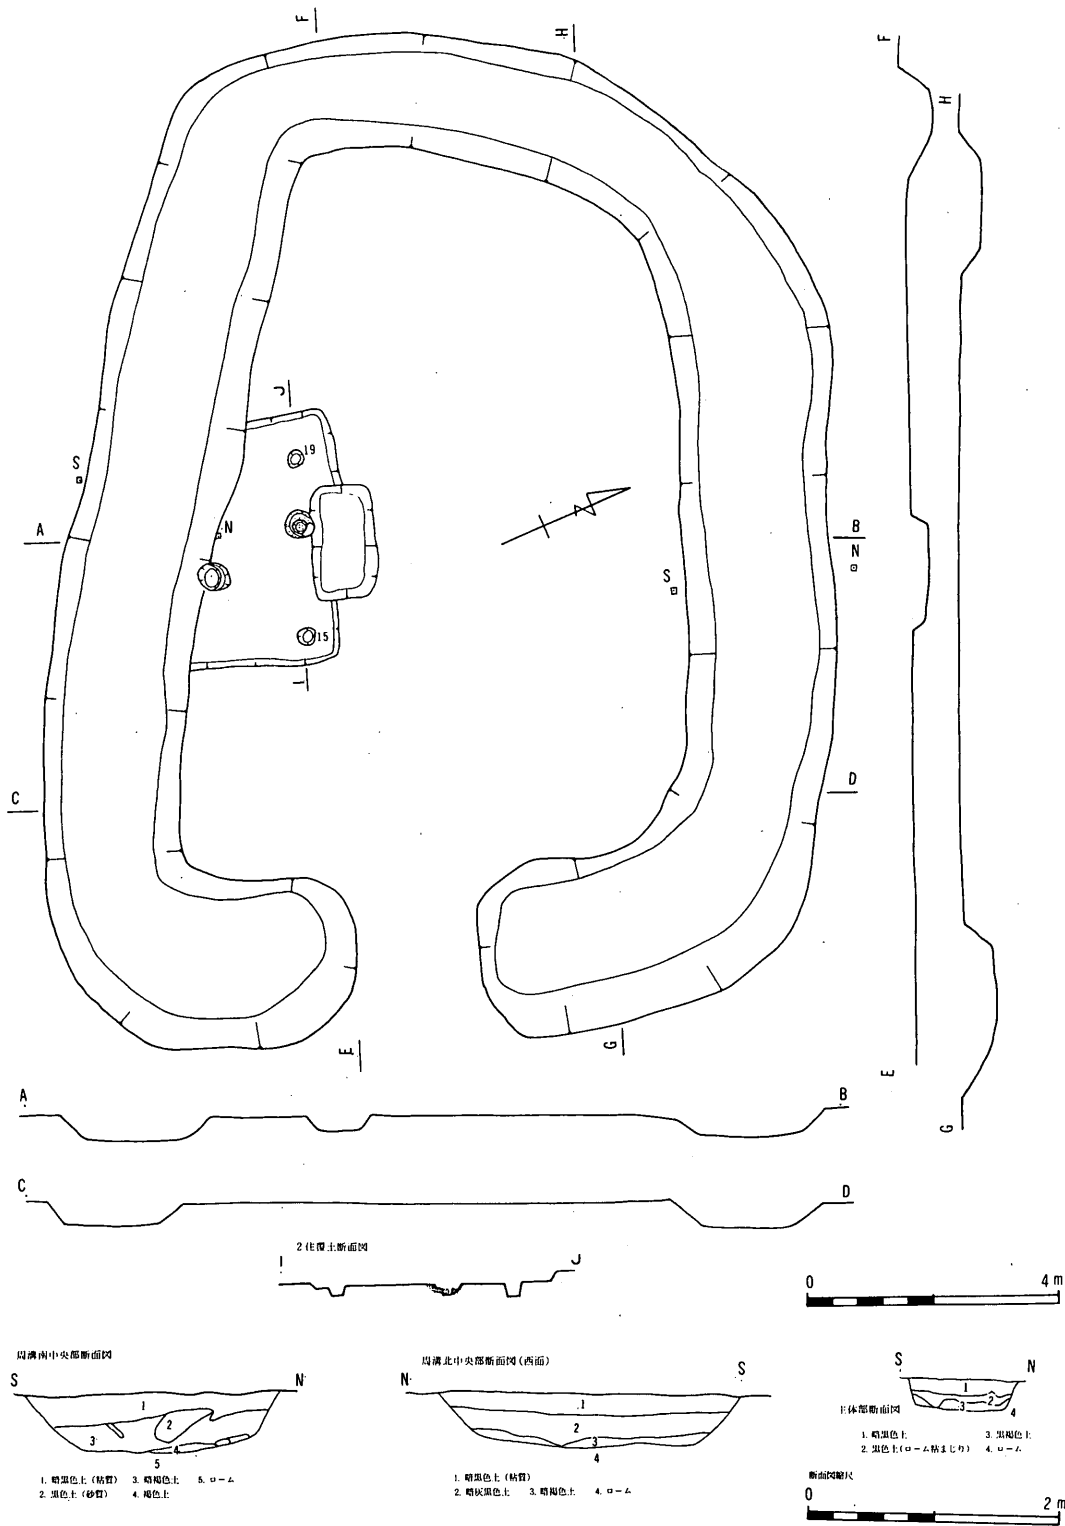 F
H
F
H
J
S
19
A
N
B
N
S
15
I
C
D
E
G
E
A
B
G
C
D
2住覆土断面図
I
J
0 4m
周溝南中央部断面図
S N
1
2
3
4
5
1. 暗黒色土(粘質) 3. 暗褐色土 5. ローム
2. 黒色土(砂質) 4. 褐色土
周溝北中央部断面図(西面)
N S
1
2
3
4
1. 暗黒色土(粘質)
2. 暗灰黒色土 3. 暗褐色土 4. ローム
S N
1
2
3
4
主体部断面図
1. 暗黒色土 3. 黒褐色土
2. 黒色土(ローム粘まじり) 4. ローム
断面図縮尺
0 2m